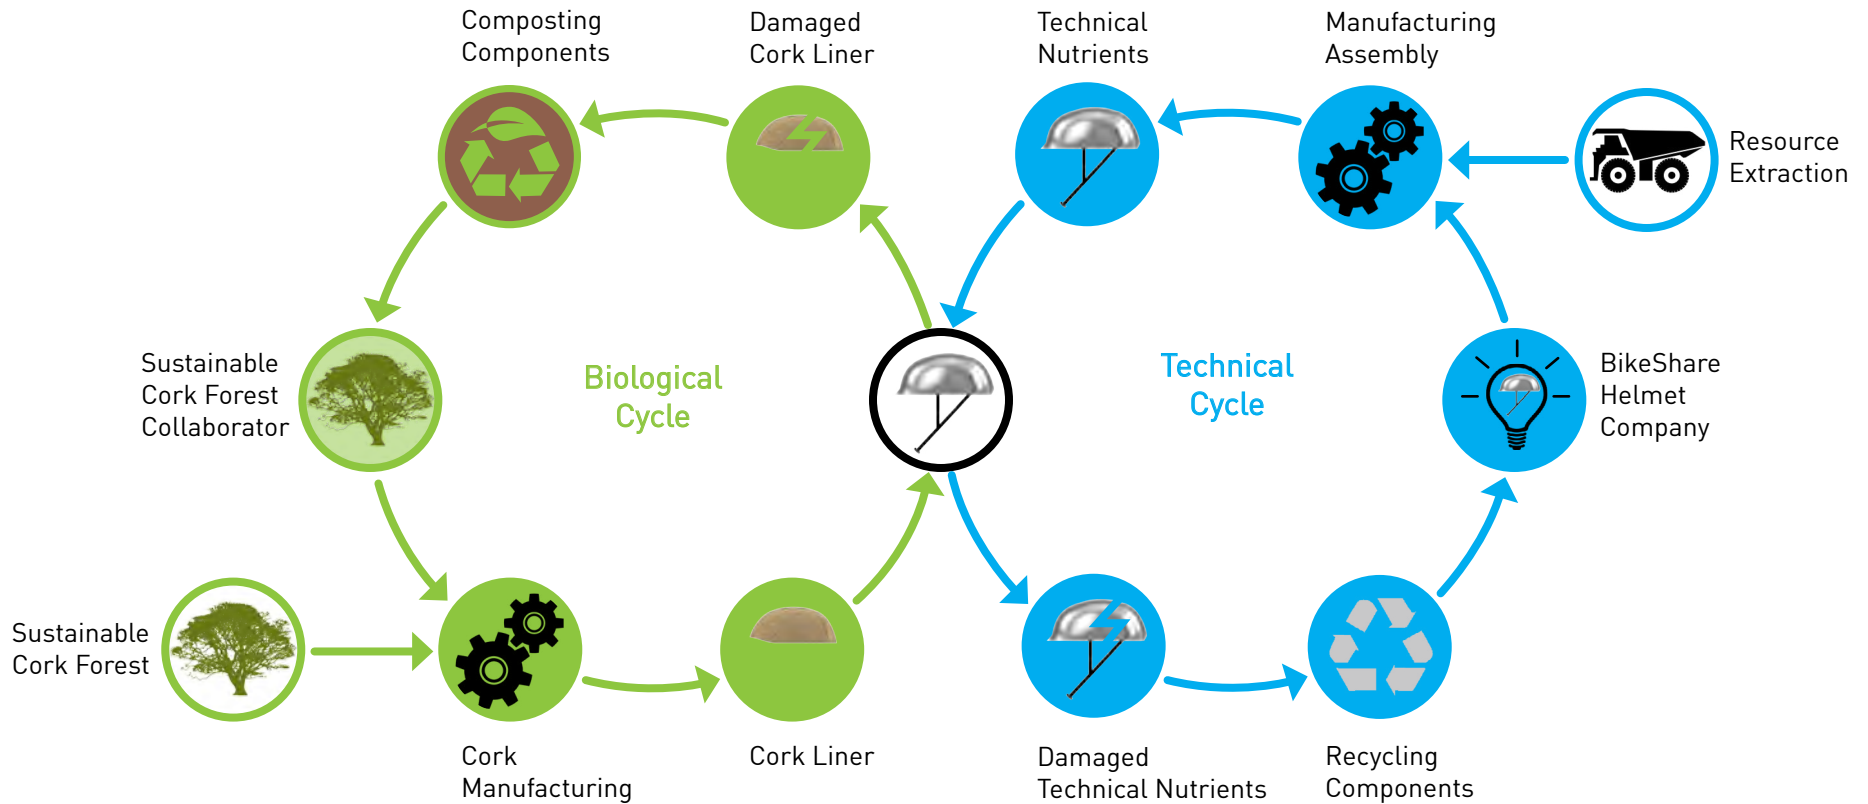 Composting
Components
Damaged
Cork Liner
Technical
Nutrients
Manufacturing
Assembly
Resource
Extraction
Sustainable
Cork Forest
Collaborator
Biological
Cycle
Technical
Cycle
BikeShare
Helmet
Company
Sustainable
Cork Forest
Cork
Manufacturing
Cork Liner
Damaged
Technical Nutrients
Recycling
Components